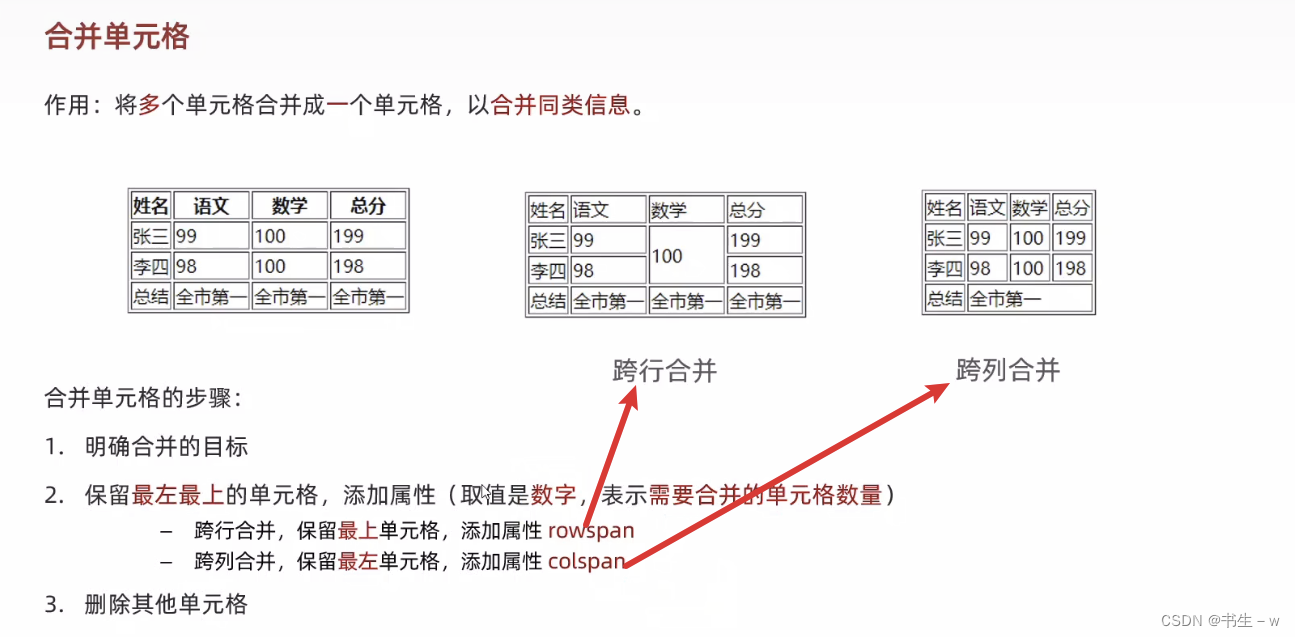 合并单元格
作用：将多个单元格合并成一个单元格，以合并同类信息。
姓名 语文 数学 总分
张三 99 100 199
李四 98 100 198
总结 全市第一 全市第一 全市第一
姓名 语文 数学 总分
张三 99 100 199
李四 98 198
总结 全市第一 全市第一 全市第一
姓名 语文 数学 总分
张三 99 100 199
李四 98 100 198
总结 全市第一
跨行合并
跨列合并
合并单元格的步骤：
1. 明确合并的目标
2. 保留最左最上的单元格，添加属性（取值是数字，表示需要合并的单元格数量）
– 跨行合并，保留最上单元格，添加属性 rowspan
– 跨列合并，保留最左单元格，添加属性 colspan
3. 删除其他单元格
CSDN @书生－w